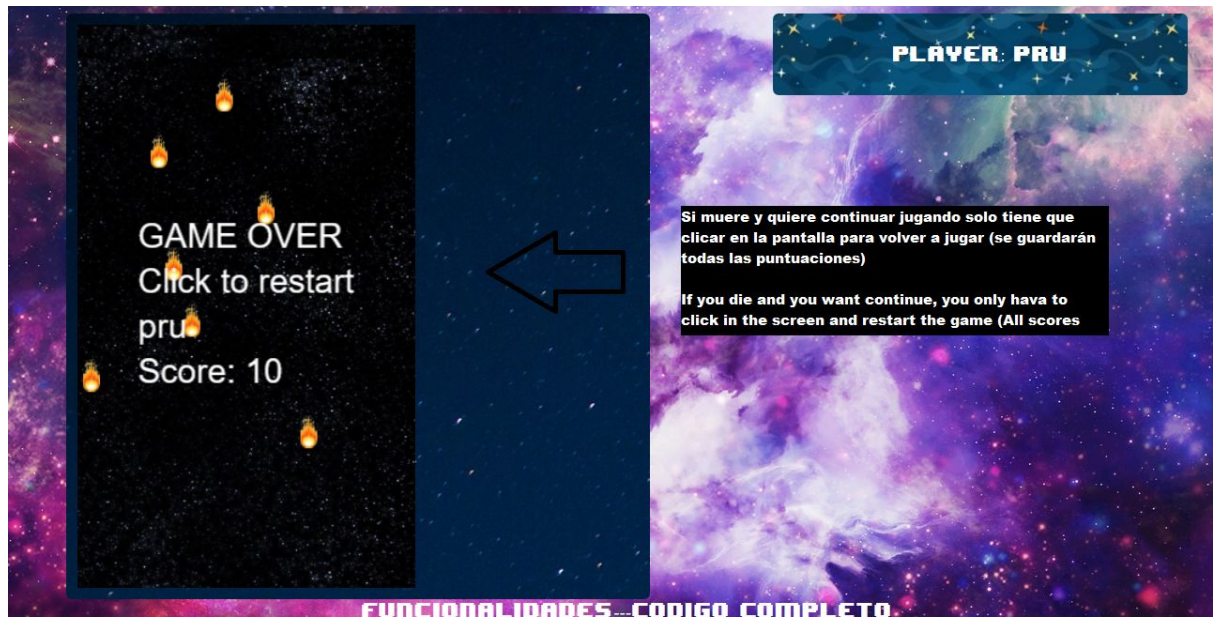 PLAYER: PRU
GAME OVER
Click to restart
pru
Score: 10
Si muere y quiere continuar jugando solo tiene que
clicar en la pantalla para volver a jugar (se guardarán
todas las puntuaciones)
If you die and you want continue, you only hava to
click in the screen and restart the game (All scores
FUNCIONALIDADES---CODIGO COMPLETO